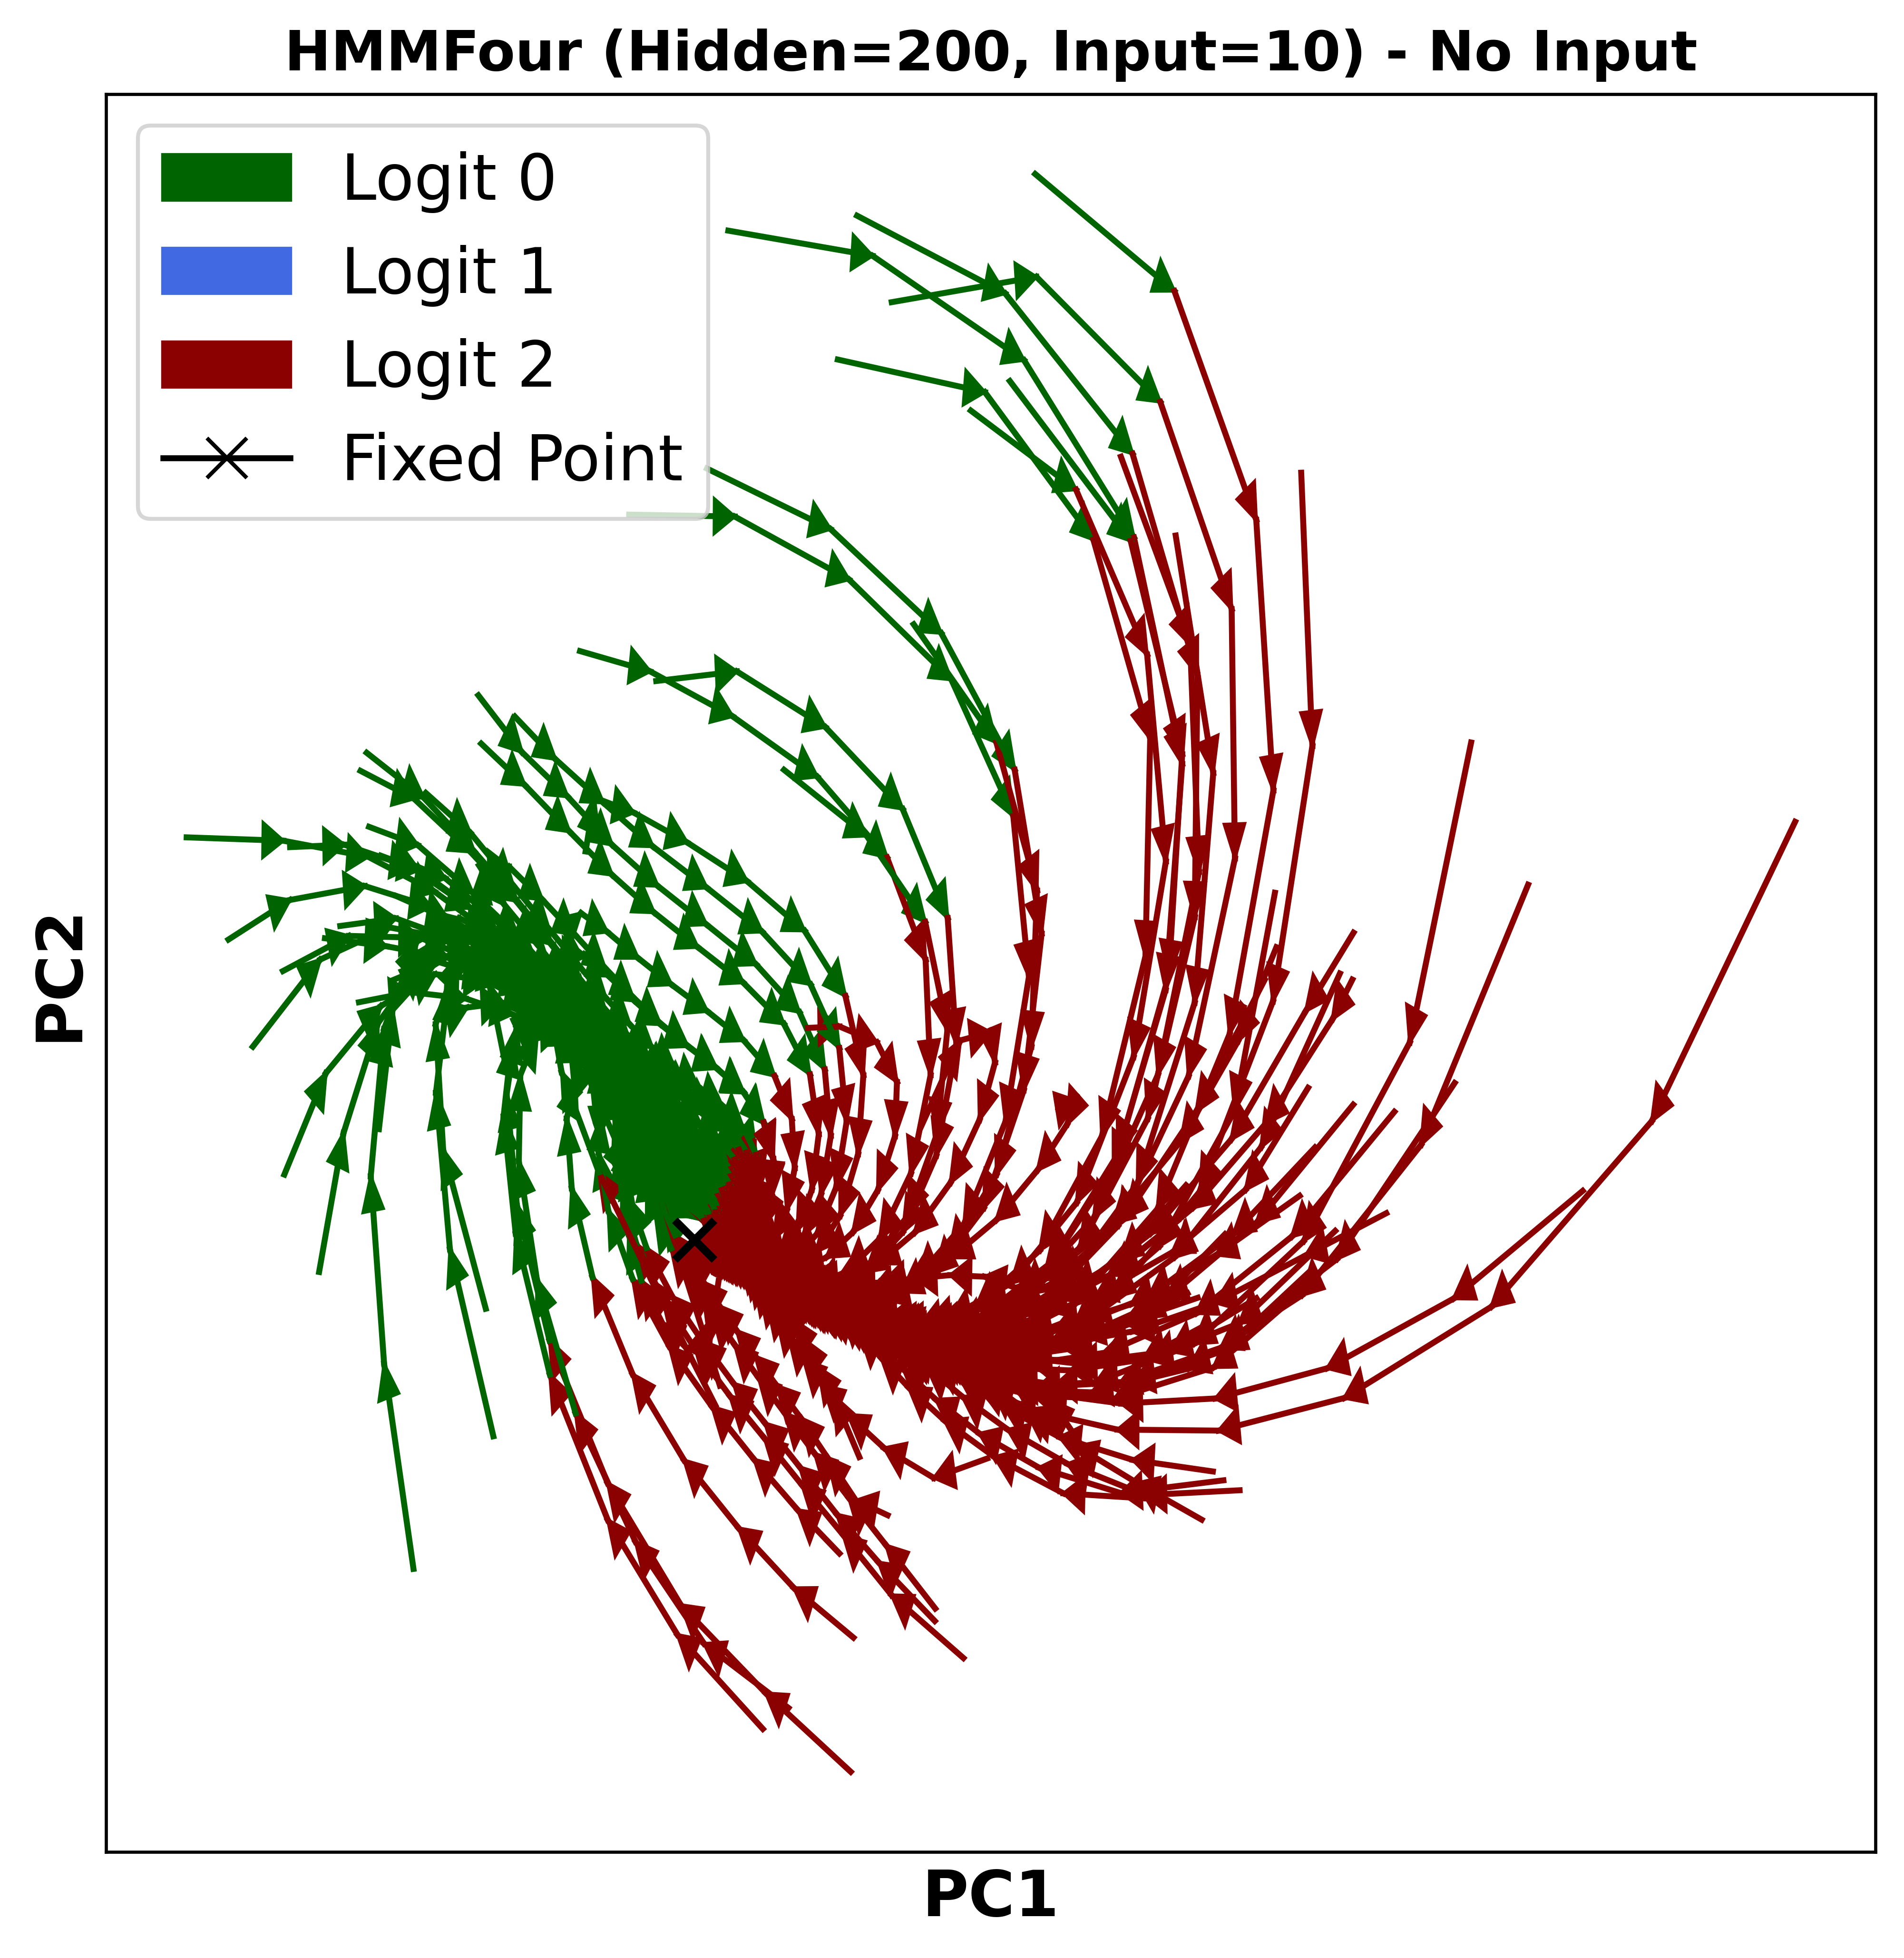 HMMFour (Hidden=200, Input=10) - No Input
Logit 0
Logit 1
Logit 2
Fixed Point
PC2
PC1